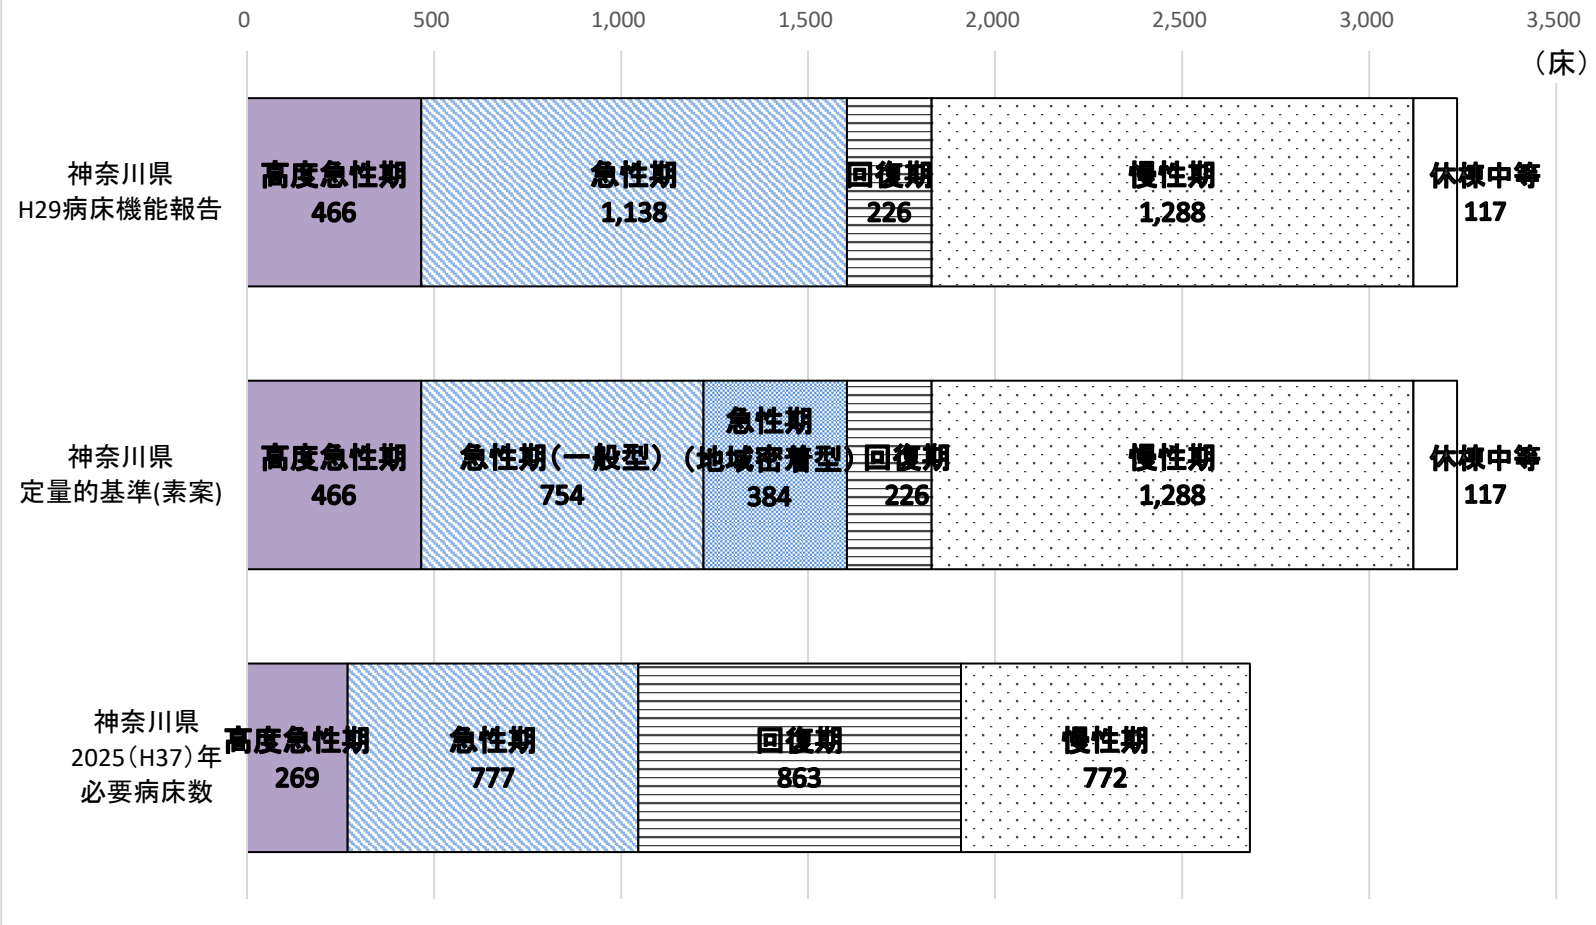 0 500 1,000 1,500 2,000 2,500 3,000 3,500
（床）
神奈川県
H29病床機能報告
高度急性期
466
急性期
1,138
回復期
226
慢性期
1,288
休棟中等
117
神奈川県
定量的基準(素案)
高度急性期
466
急性期（一般型）
754
急性期
（地域密着型）
384
回復期
226
慢性期
1,288
休棟中等
117
神奈川県
2025（H37）年
必要病床数
高度急性期
269
急性期
777
回復期
863
慢性期
772